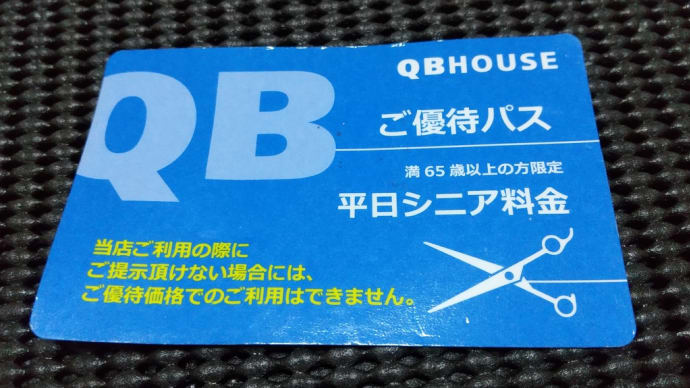 QB
QBHOUSE
ご優待パス
満65歳以上の方限定
平日シニア料金
当店ご利用の際に
ご提示頂けない場合には、
ご優待価格でのご利用はできません。